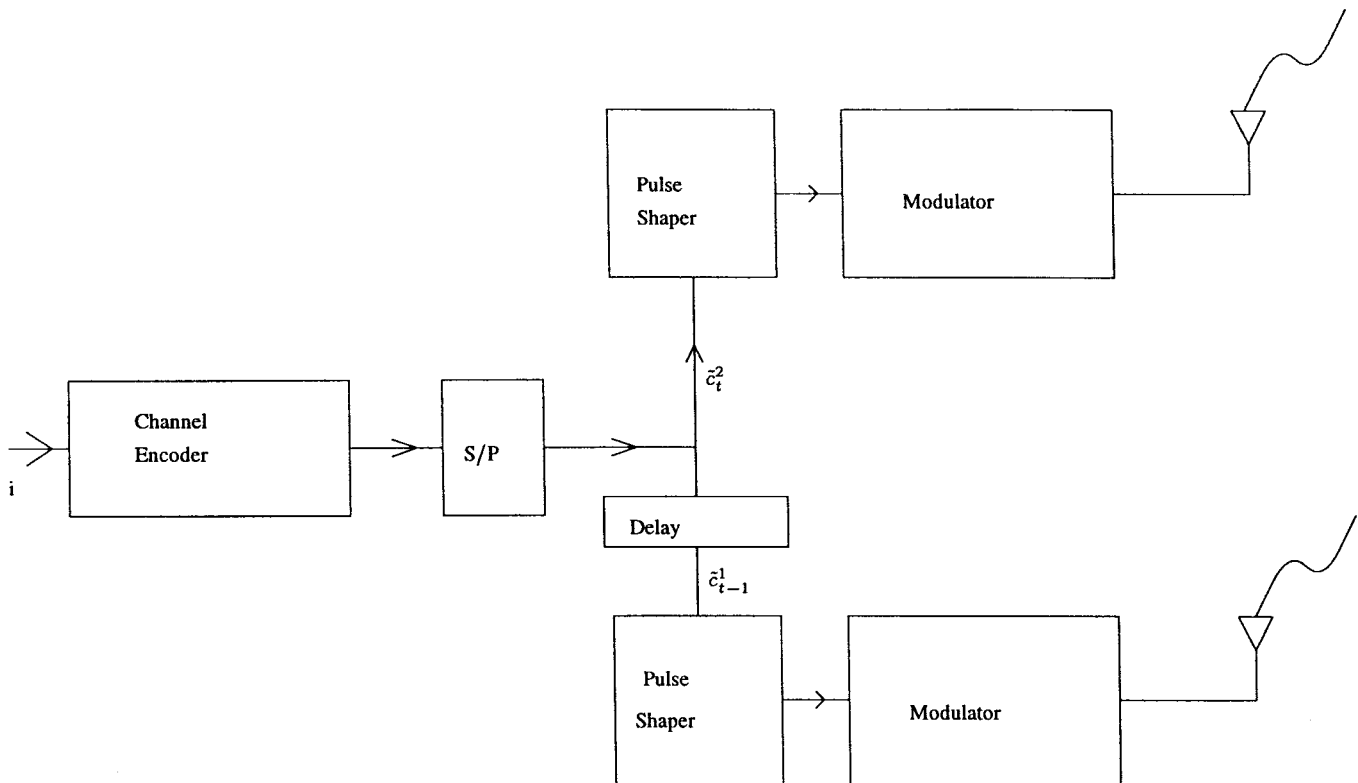 Pulse
Shaper
Modulator
c̃²ₜ
Channel
Encoder
S/P
i
Delay
c̃¹ₜ₋₁
Pulse
Shaper
Modulator